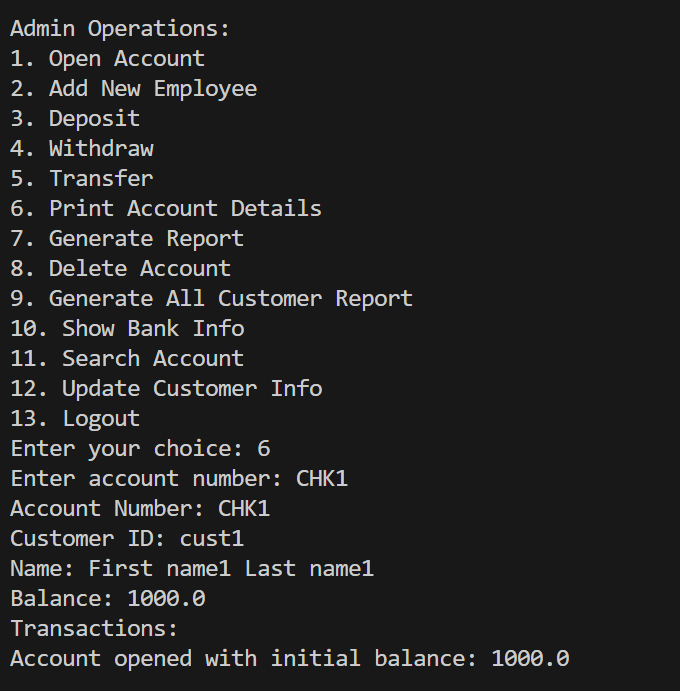 Admin Operations:
1. Open Account
2. Add New Employee
3. Deposit
4. Withdraw
5. Transfer
6. Print Account Details
7. Generate Report
8. Delete Account
9. Generate All Customer Report
10. Show Bank Info
11. Search Account
12. Update Customer Info
13. Logout
Enter your choice: 6
Enter account number: CHK1
Account Number: CHK1
Customer ID: cust1
Name: First name1 Last name1
Balance: 1000.0
Transactions:
Account opened with initial balance: 1000.0